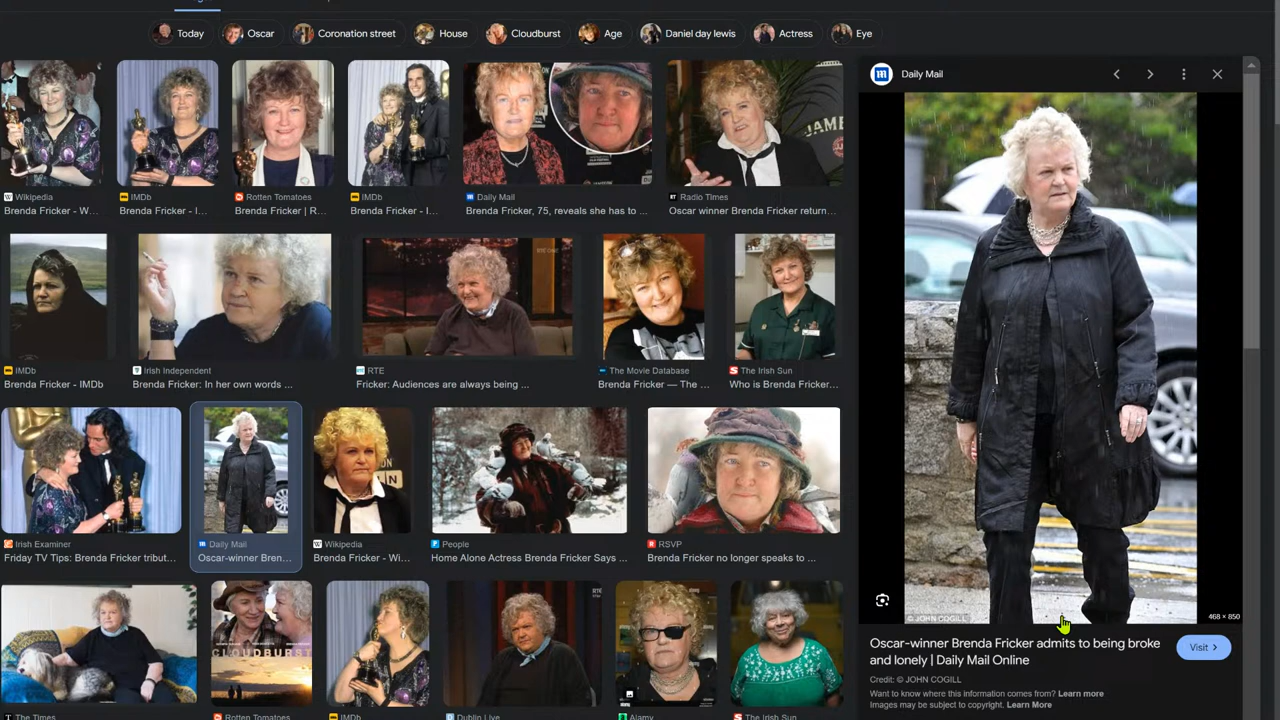 Today
Oscar
Coronation street
House
Cloudburst
Age
Daniel day lewis
Actress
Eye
Daily Mail
Wikipedia
Brenda Fricker - W...
IMDb
Brenda Fricker - I...
Rotten Tomatoes
Brenda Fricker | R...
IMDb
Brenda Fricker - I...
Daily Mail
Brenda Fricker, 75, reveals she has to ...
JAME
Radio Times
Oscar winner Brenda Fricker return...
IMDb
Brenda Fricker - IMDb
Irish Independent
Brenda Fricker: In her own words ...
RTE
Fricker: Audiences are always being ...
The Movie Database
Brenda Fricker — The ...
The Irish Sun
Who is Brenda Fricker...
Irish Examiner
Friday TV Tips: Brenda Fricker tribut...
Daily Mail
Oscar-winner Bren...
Wikipedia
Brenda Fricker - Wi...
People
Home Alone Actress Brenda Fricker Says ...
RSVP
Brenda Fricker no longer speaks to ...
CLOUDBURST
The Times
Rotten Tomatoes
IMDb
Dublin Live
Alamy
The Irish Sun
© JOHN COGILL
468 × 850
Oscar-winner Brenda Fricker admits to being broke
and lonely | Daily Mail Online
Visit
Credit: © JOHN COGILL
Want to know where this information comes from? Learn more
Images may be subject to copyright. Learn More